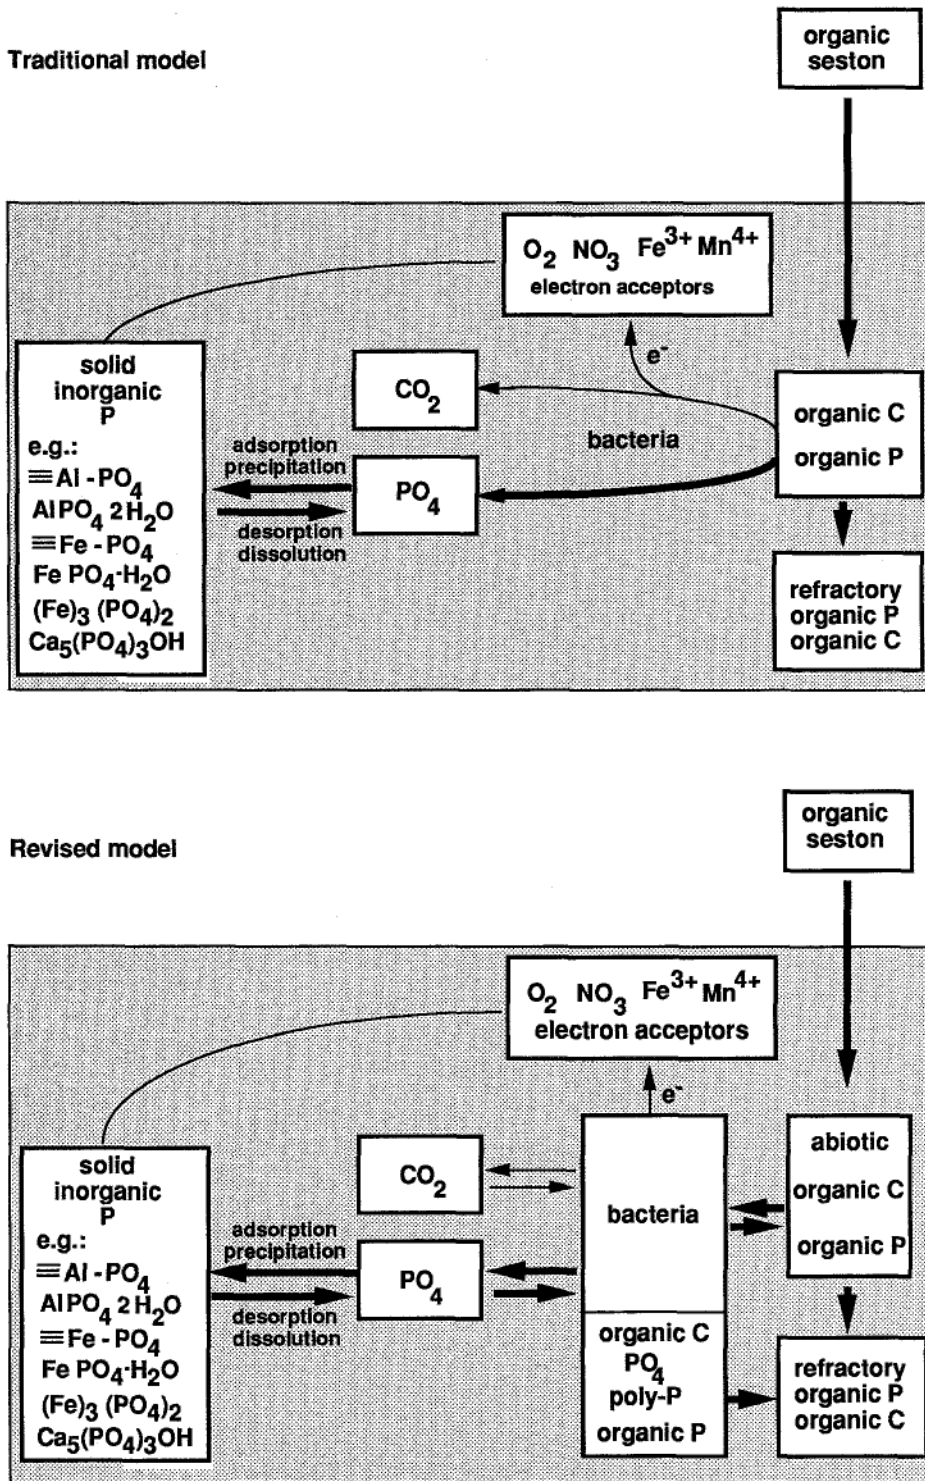 Traditional model
organic
seston
O₂ NO₃ Fe³⁺ Mn⁴⁺
electron acceptors
e⁻
solid
inorganic
P
e.g.:
≡Al - PO₄
AlPO₄ 2H₂O
≡Fe - PO₄
Fe PO₄·H₂O
(Fe)₃ (PO₄)₂
Ca₅(PO₄)₃OH
adsorption
precipitation
desorption
dissolution
CO₂
PO₄
bacteria
organic C
organic P
refractory
organic P
organic C
Revised model
organic
seston
O₂ NO₃ Fe³⁺ Mn⁴⁺
electron acceptors
e⁻
solid
inorganic
P
e.g.:
≡Al - PO₄
AlPO₄ 2H₂O
≡Fe - PO₄
Fe PO₄·H₂O
(Fe)₃ (PO₄)₂
Ca₅(PO₄)₃OH
adsorption
precipitation
desorption
dissolution
CO₂
PO₄
bacteria
organic C
PO₄
poly-P
organic P
abiotic
organic C
organic P
refractory
organic P
organic C